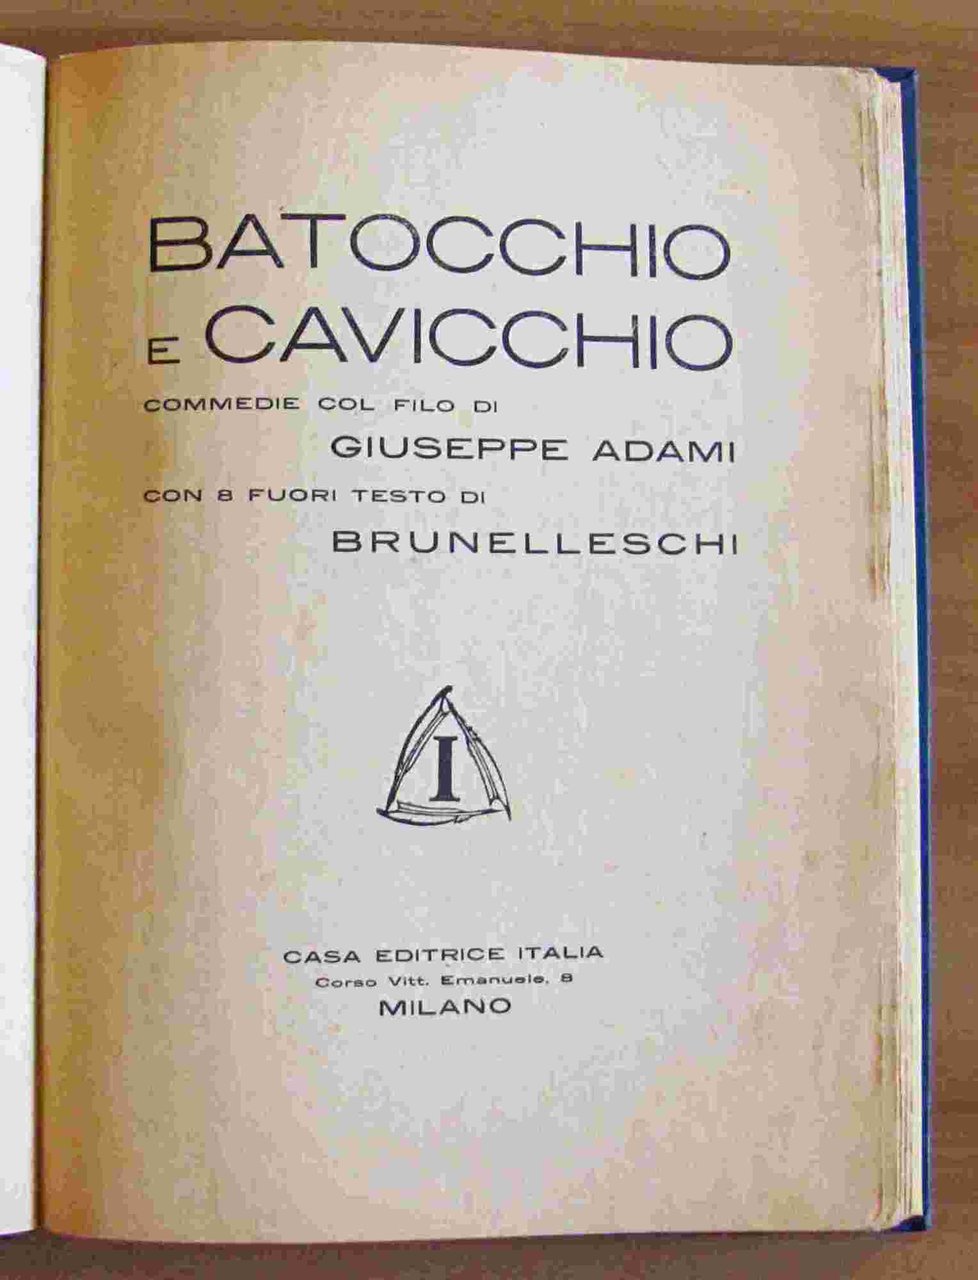 BATOCCHIO
E CAVICCHIO
COMMEDIE COL FILO DI
GIUSEPPE ADAMI
CON 8 FUORI TESTO DI
BRUNELLESCHI
I
CASA EDITRICE ITALIA
Corso Vitt. Emanuele, 8
MILANO